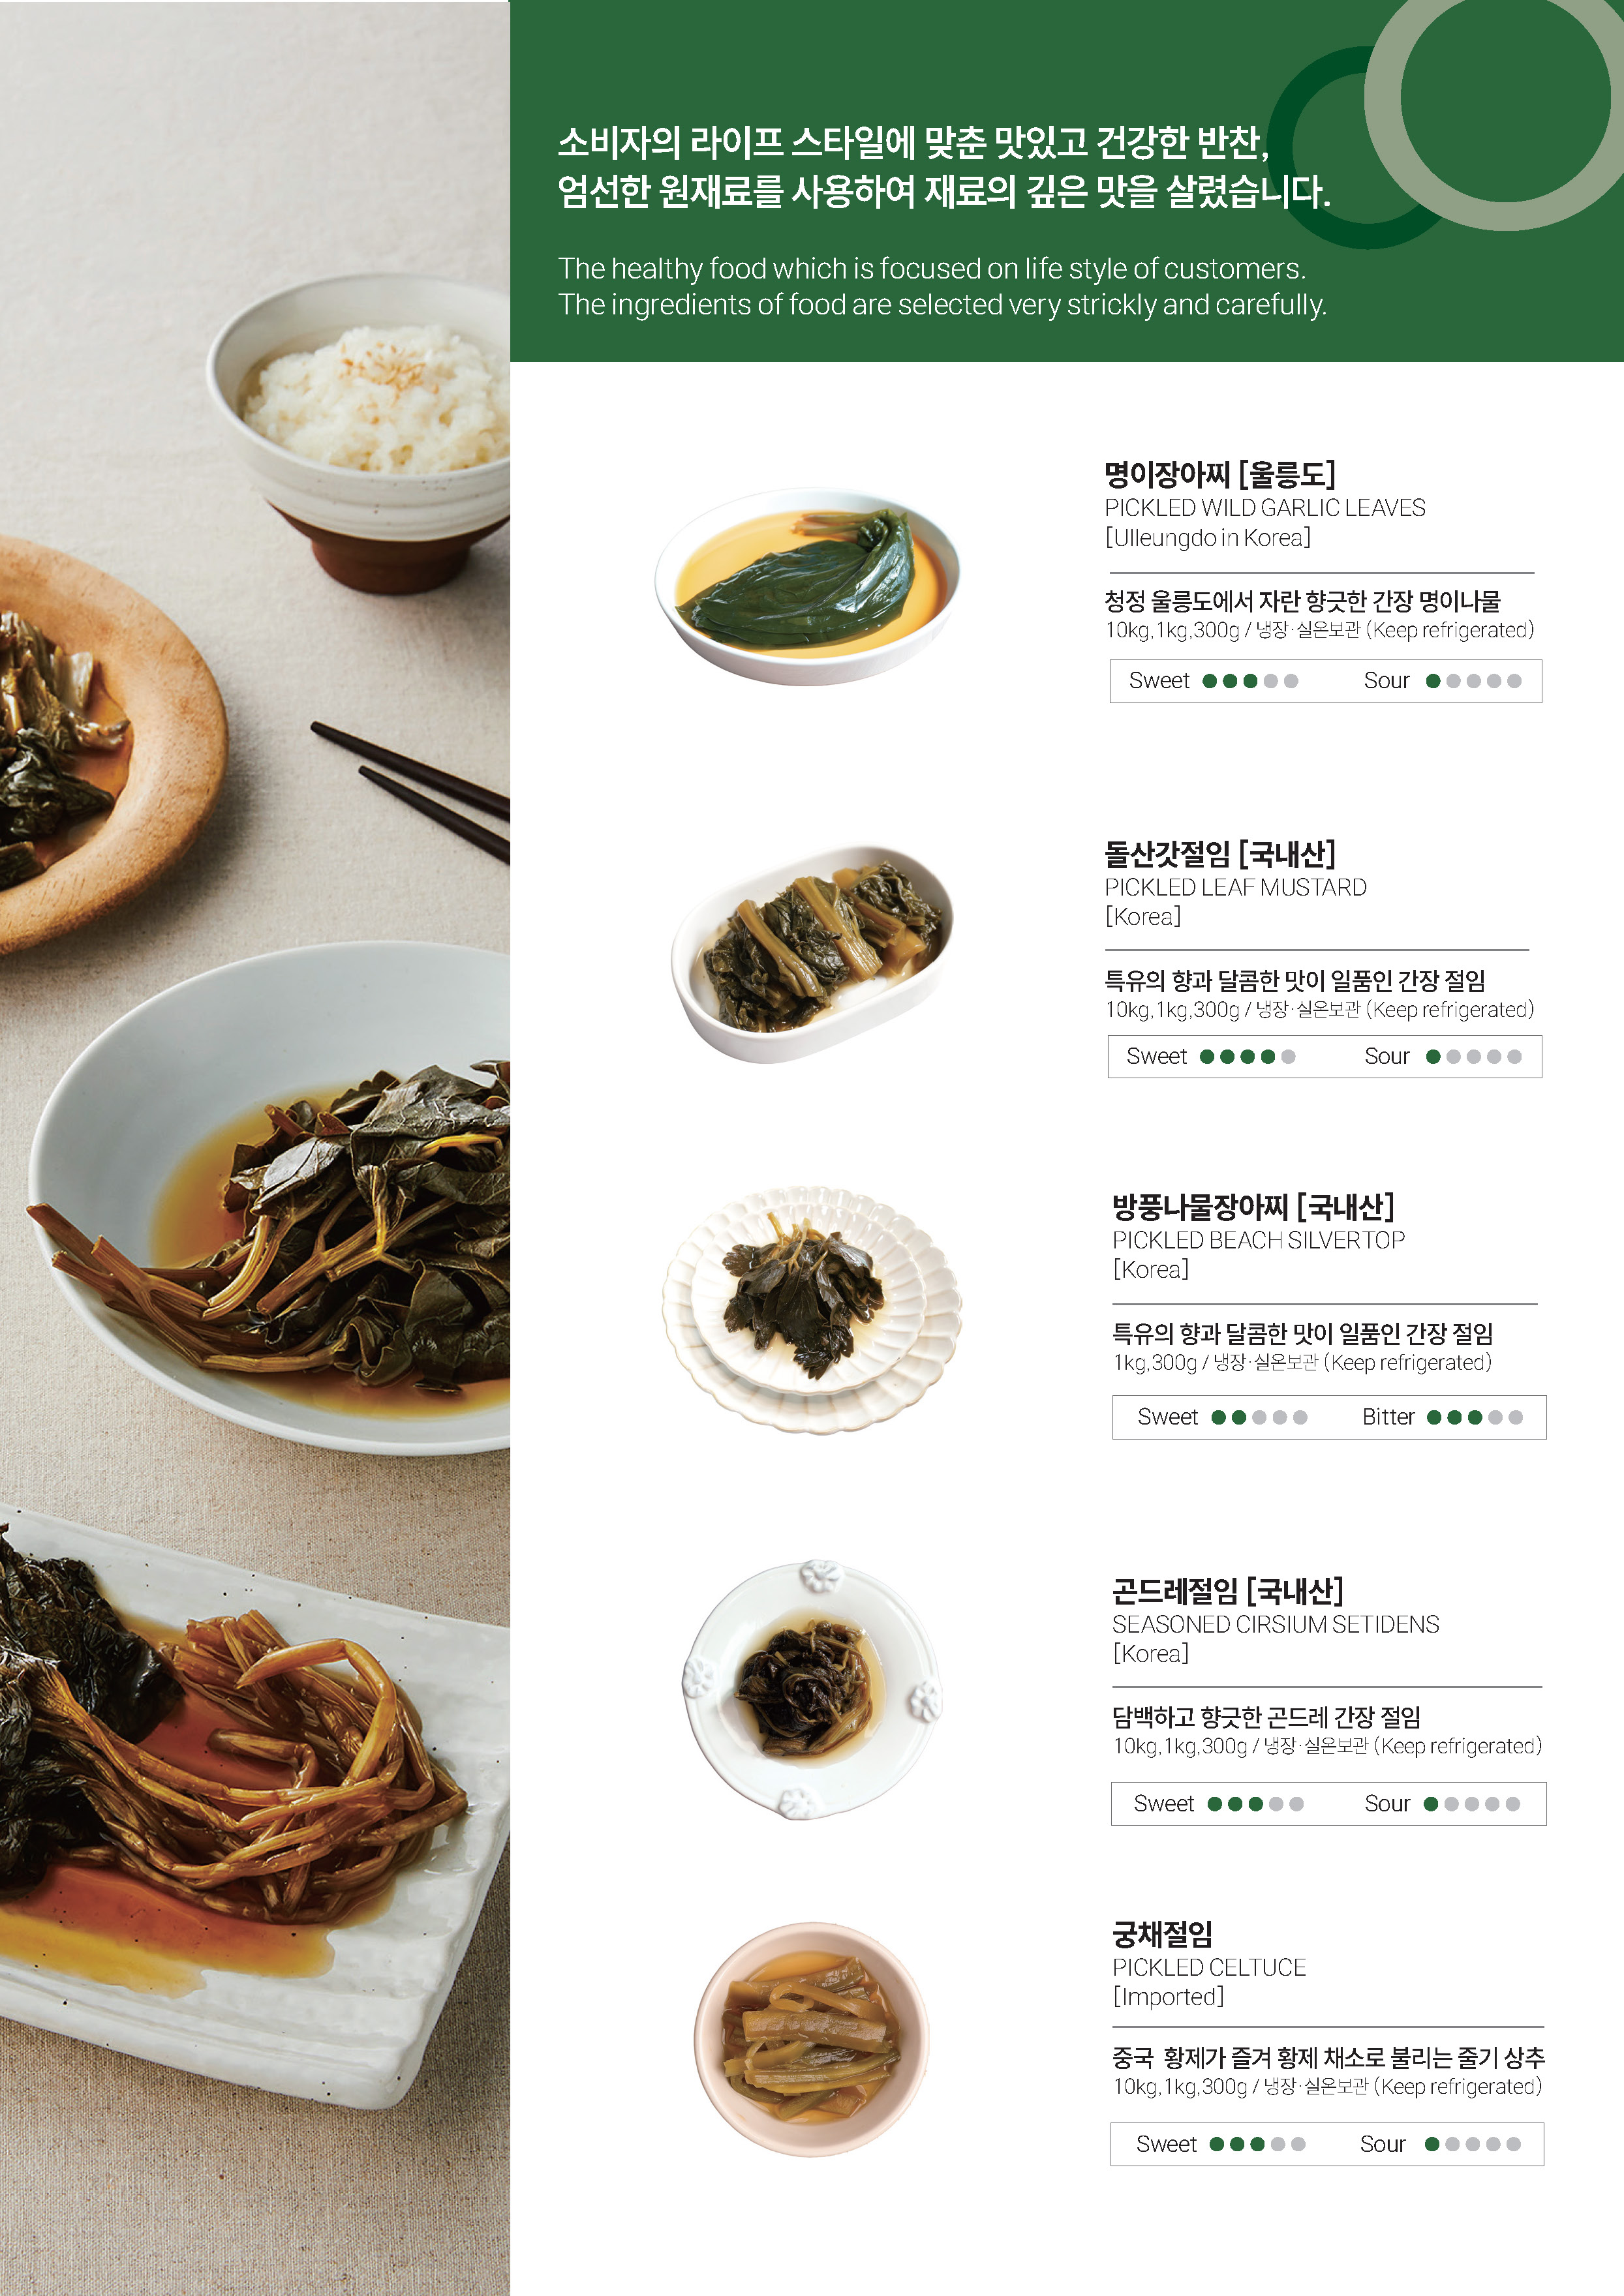 소비자의 라이프 스타일에 맞춘 맛있고 건강한 반찬,
엄선한 원재료를 사용하여 재료의 깊은 맛을 살렸습니다.
The healthy food which is focused on life style of customers.
The ingredients of food are selected very strickly and carefully.
명이장아찌 [울릉도]
PICKLED WILD GARLIC LEAVES
[Ulleungdo in Korea]
청정 울릉도에서 자란 향긋한 간장 명이나물
10kg,1kg,300g / 냉장·실온보관 (Keep refrigerated)
Sweet Sour
돌산갓절임 [국내산]
PICKLED LEAF MUSTARD
[Korea]
특유의 향과 달콤한 맛이 일품인 간장 절임
10kg,1kg,300g / 냉장·실온보관 (Keep refrigerated)
Sweet Sour
방풍나물장아찌 [국내산]
PICKLED BEACH SILVERTOP
[Korea]
특유의 향과 달콤한 맛이 일품인 간장 절임
1kg,300g / 냉장·실온보관 (Keep refrigerated)
Sweet Bitter
곤드레절임 [국내산]
SEASONED CIRSIUM SETIDENS
[Korea]
담백하고 향긋한 곤드레 간장 절임
10kg,1kg,300g / 냉장·실온보관 (Keep refrigerated)
Sweet Sour
궁채절임
PICKLED CELTUCE
[Imported]
중국 황제가 즐겨 황제 채소로 불리는 줄기 상추
10kg,1kg,300g / 냉장·실온보관 (Keep refrigerated)
Sweet Sour